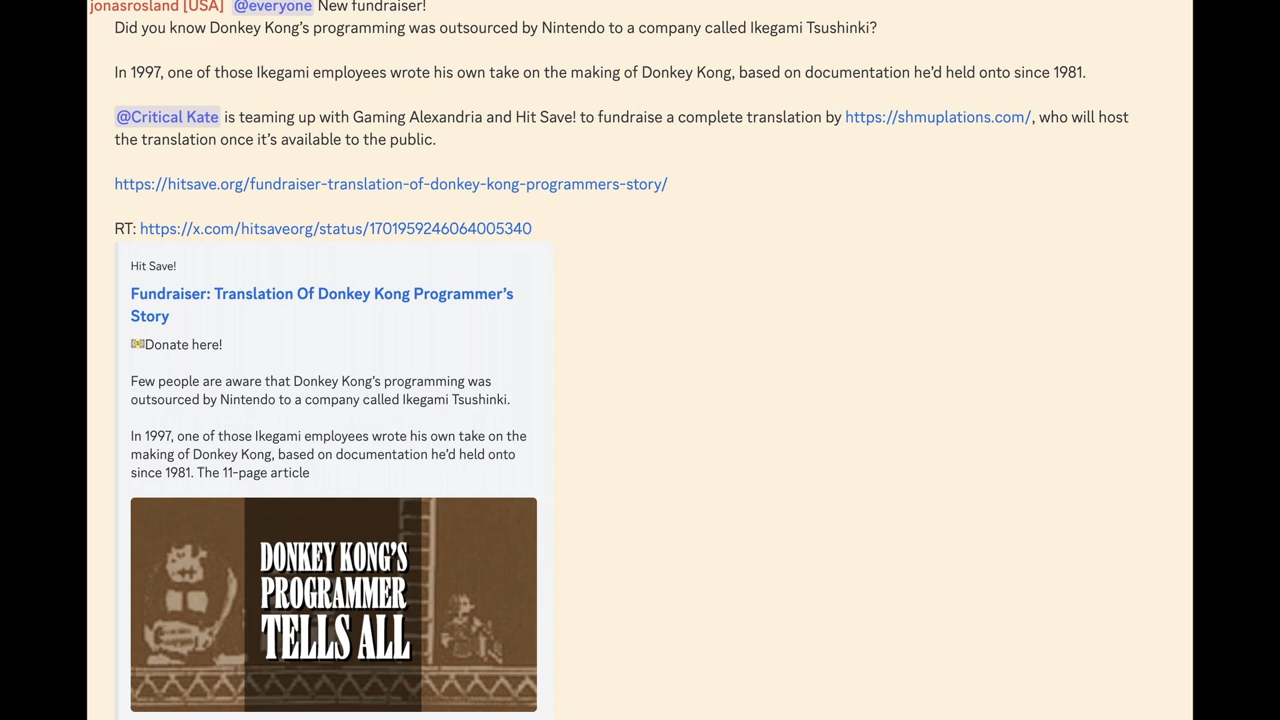 jonasrosland [USA] @everyone New fundraiser!
Did you know Donkey Kong’s programming was outsourced by Nintendo to a company called Ikegami Tsushinki?
In 1997, one of those Ikegami employees wrote his own take on the making of Donkey Kong, based on documentation he’d held onto since 1981.
@Critical Kate is teaming up with Gaming Alexandria and Hit Save! to fundraise a complete translation by https://shmuplations.com/, who will host
the translation once it’s available to the public.
https://hitsave.org/fundraiser-translation-of-donkey-kong-programmers-story/
RT: https://x.com/hitsaveorg/status/1701959246064005340
Hit Save!
Fundraiser: Translation Of Donkey Kong Programmer’s
Story
Donate here!
Few people are aware that Donkey Kong’s programming was
outsourced by Nintendo to a company called Ikegami Tsushinki.
In 1997, one of those Ikegami employees wrote his own take on the
making of Donkey Kong, based on documentation he’d held onto
since 1981. The 11-page article
DONKEY KONG’S
PROGRAMMER
TELLS ALL